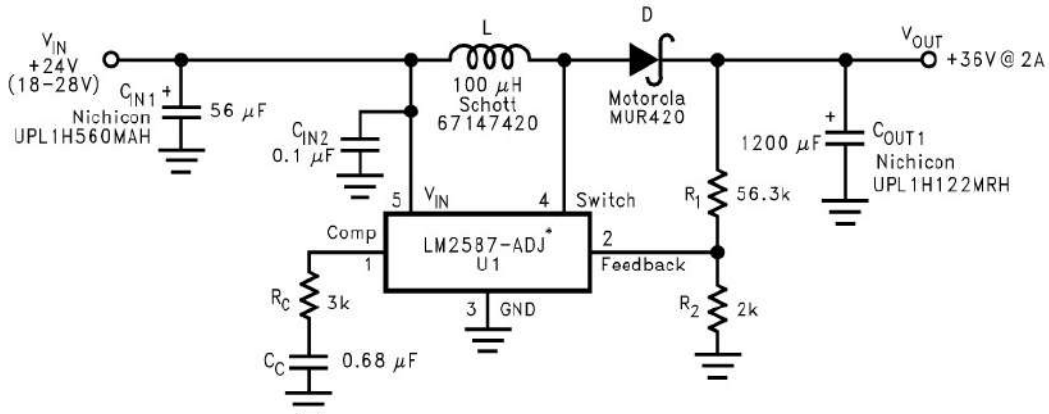 V_IN
+24V
(18-28V)
C_IN1 +
Nichicon
UPL1H560MAH
56 μF
L
100 μH
Schott
67147420
C_IN2
0.1 μF
D
Motorola
MUR420
V_OUT
+36V@2A
+
1200 μF
C_OUT1
Nichicon
UPL1H122MRH
R1
56.3k
5 V_IN
4 Switch
Comp
1
LM2587-ADJ*
U1
2
Feedback
3 GND
R_C 3k
C_C 0.68 μF
R2 2k